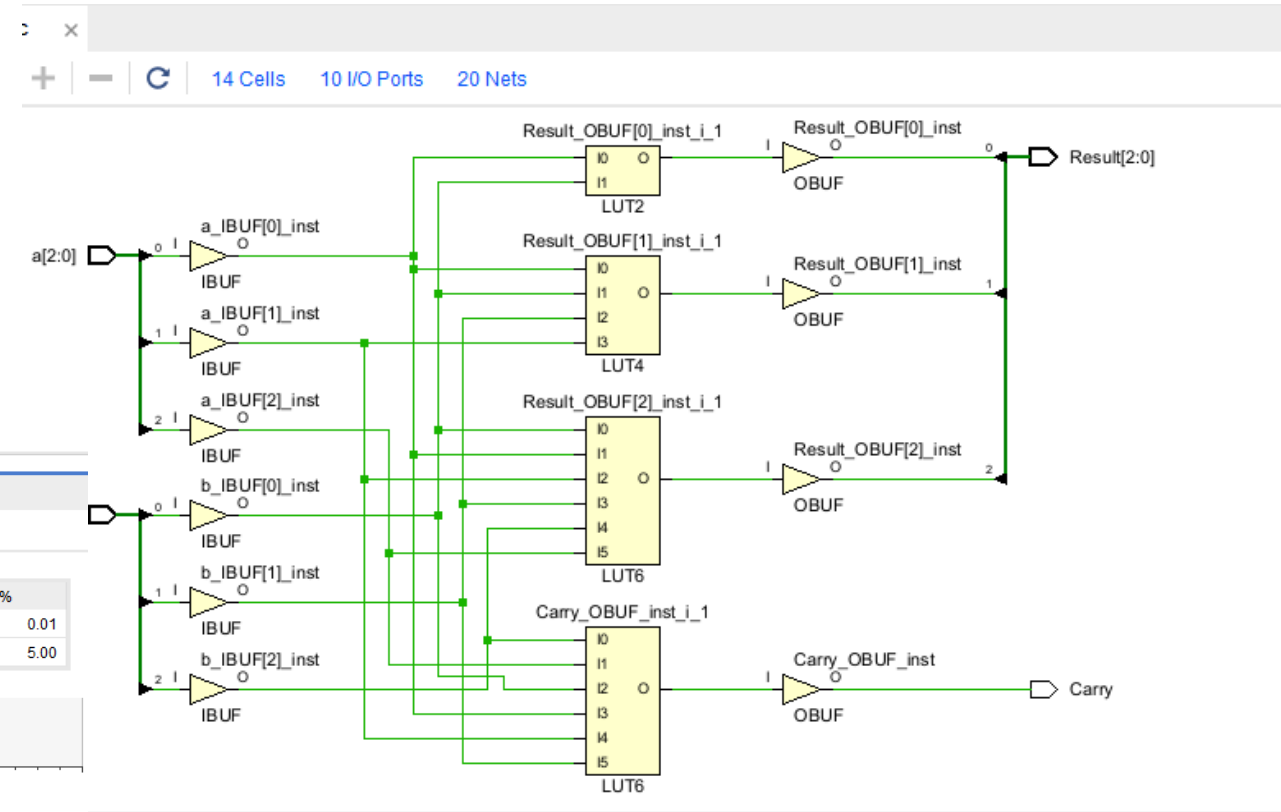 c
14 Cells 10 I/O Ports 20 Nets
Result_OBUF[0]_inst_i_1
I0 O
I1
LUT2
Result_OBUF[0]_inst
I O
OBUF
0
Result[2:0]
a[2:0]
0 I
a_IBUF[0]_inst
O
IBUF
Result_OBUF[1]_inst_i_1
I0
I1 O
I2
I3
LUT4
Result_OBUF[1]_inst
I O
OBUF
1
1 I
a_IBUF[1]_inst
O
IBUF
2 I
a_IBUF[2]_inst
O
IBUF
Result_OBUF[2]_inst_i_1
I0
I1
I2 O
I3
I4
I5
LUT6
Result_OBUF[2]_inst
I O
OBUF
2
0 I
b_IBUF[0]_inst
O
IBUF
1 I
b_IBUF[1]_inst
O
IBUF
2 I
b_IBUF[2]_inst
O
IBUF
%
0.01
5.00
Carry_OBUF_inst_i_1
I0
I1
I2 O
I3
I4
I5
LUT6
Carry_OBUF_inst
I O
OBUF
Carry